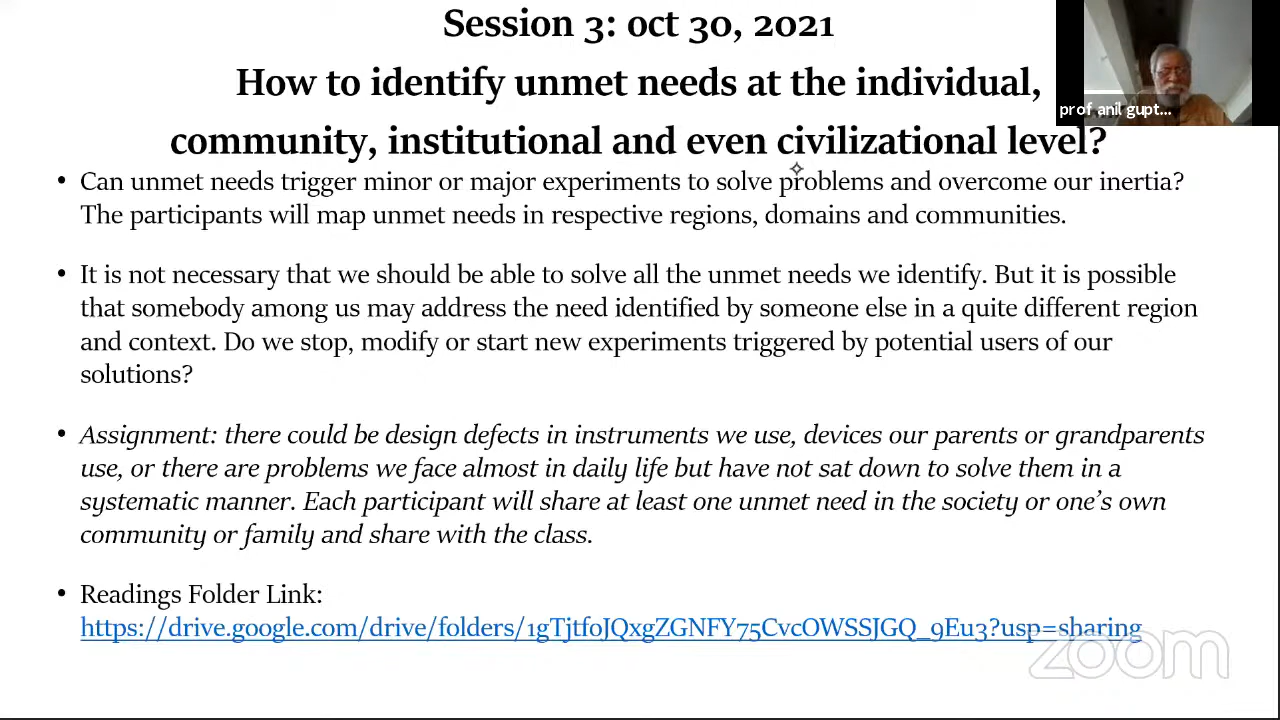 Session 3: oct 30, 2021
How to identify unmet needs at the individual,
community, institutional and even civilizational level?
prof anil gupt...
• Can unmet needs trigger minor or major experiments to solve problems and overcome our inertia?
The participants will map unmet needs in respective regions, domains and communities.
• It is not necessary that we should be able to solve all the unmet needs we identify. But it is possible
that somebody among us may address the need identified by someone else in a quite different region
and context. Do we stop, modify or start new experiments triggered by potential users of our
solutions?
• Assignment: there could be design defects in instruments we use, devices our parents or grandparents
use, or there are problems we face almost in daily life but have not sat down to solve them in a
systematic manner. Each participant will share at least one unmet need in the society or one's own
community or family and share with the class.
• Readings Folder Link:
https://drive.google.com/drive/folders/1gTjtfoJQxgZGNFY75CvcOWSSJGQ_9Eu3?usp=sharing
zoom